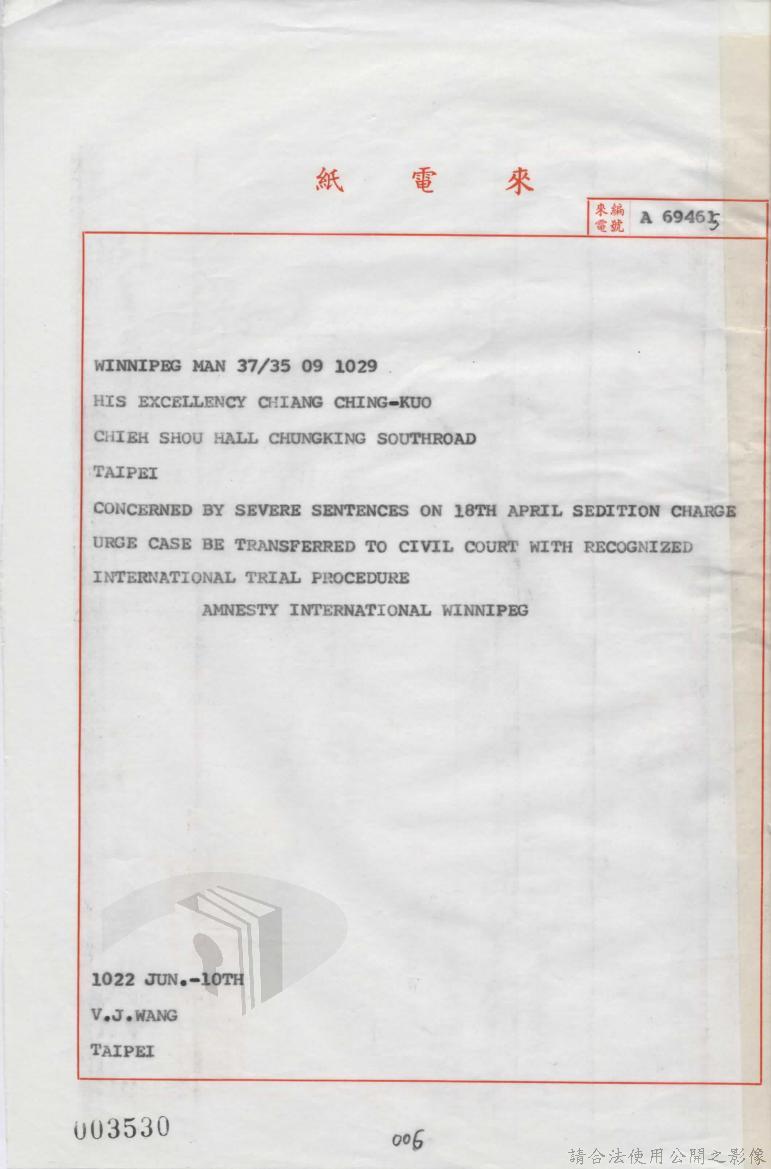 紙電來
來電編號 A 69465
WINNIPEG MAN 37/35 09 1029
HIS EXCELLENCY CHIANG CHING-KUO
CHIEH SHOU HALL CHUNGKING SOUTHROAD
TAIPEI
CONCERNED BY SEVERE SENTENCES ON 18TH APRIL SEDITION CHARGE
URGE CASE BE TRANSFERRED TO CIVIL COURT WITH RECOGNIZED
INTERNATIONAL TRIAL PROCEDURE
AMNESTY INTERNATIONAL WINNIPEG
1022 JUN.-10TH
V.J.WANG
TAIPEI
003530
006
請合法使用公開之影像